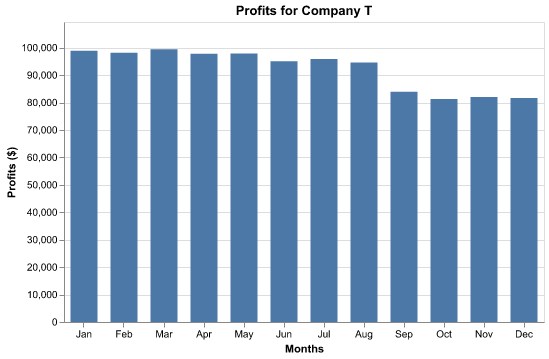 Profits for Company T
Profits ($)
100,000
90,000
80,000
70,000
60,000
50,000
40,000
30,000
20,000
10,000
0
Jan Feb Mar Apr May Jun Jul Aug Sep Oct Nov Dec
Months